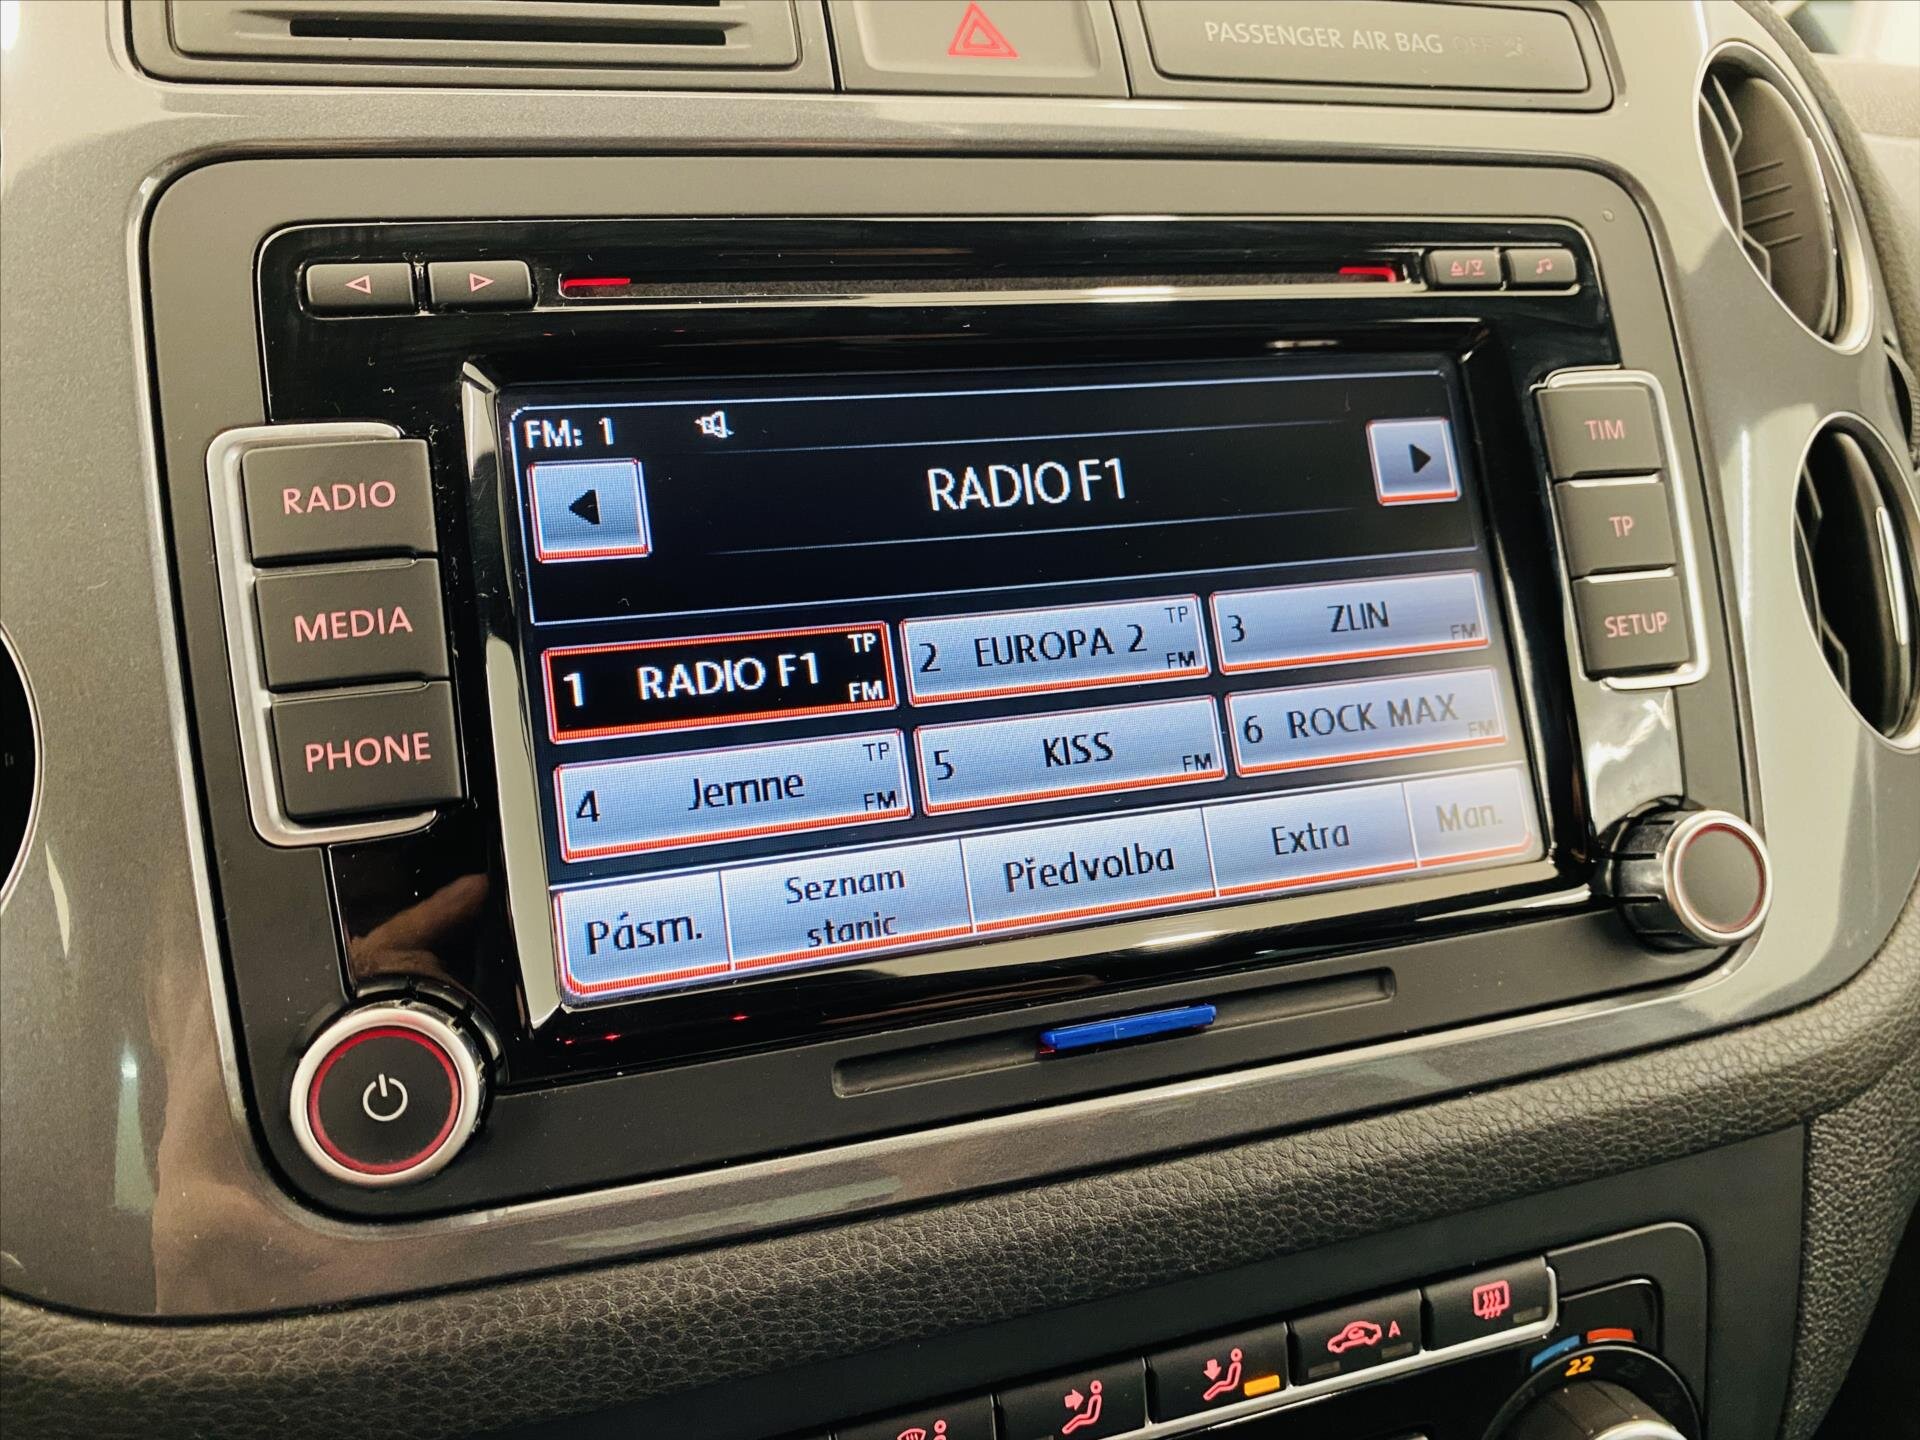 PASSENGER AIR BAG OFF
FM: 1
RADIO F1
RADIO
MEDIA
PHONE
TIM
TP
SETUP
1 RADIO F1 TP FM
2 EUROPA 2 TP FM
3 ZLIN FM
4 Jemne TP FM
5 KISS FM
6 ROCK MAX FM
Pásm.
Seznam
stanic
Předvolba
Extra
Man.
A
22